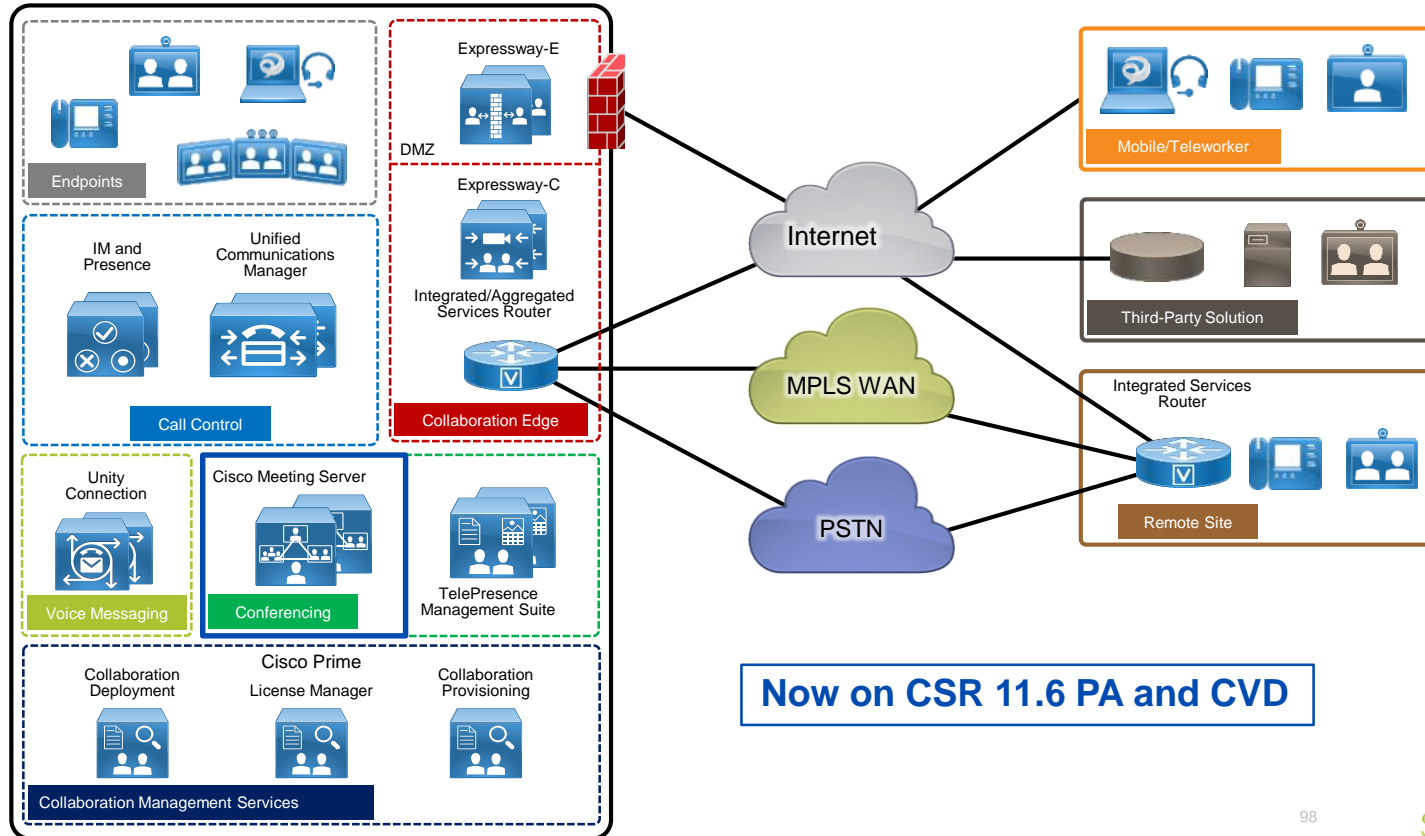 Expressway-E
DMZ
Endpoints
Expressway-C
Integrated/Aggregated
Services Router
V
Collaboration Edge
IM and
Presence
Unified
Communications
Manager
Call Control
Unity
Connection
Voice Messaging
Cisco Meeting Server
Conferencing
TelePresence
Management Suite
Cisco Prime
Collaboration
Deployment
License Manager
Collaboration
Provisioning
Collaboration Management Services
Internet
MPLS WAN
PSTN
Mobile/Teleworker
Third-Party Solution
Integrated Services
Router
V
Remote Site
Now on CSR 11.6 PA and CVD
98